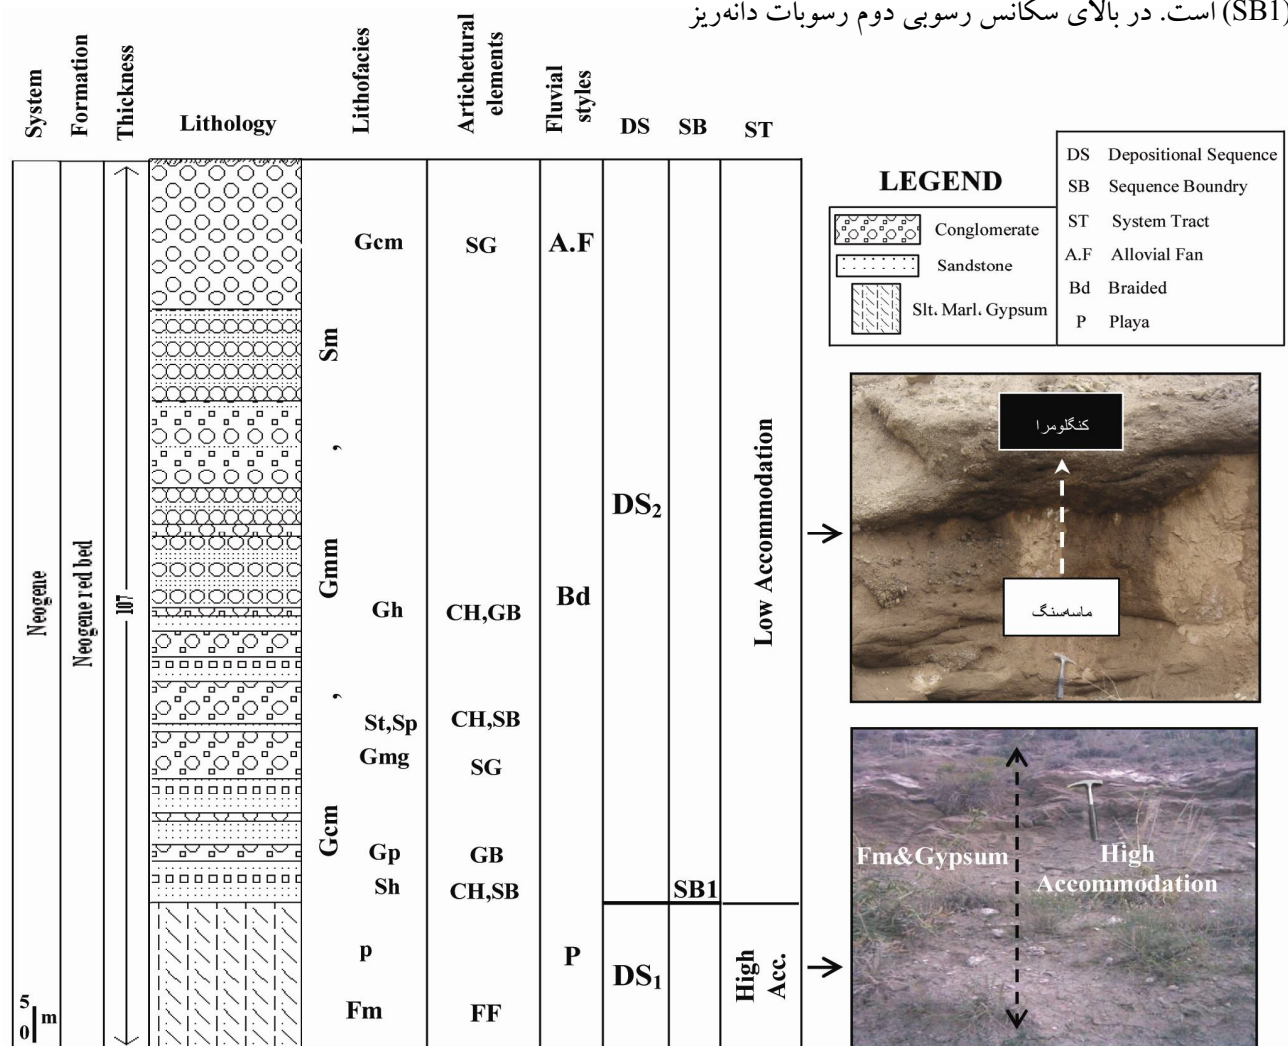 (SB1) است. در بالای سکانس رسوبی دوم رسوبات دانه‌ریز
System
Formation
Thickness
Lithology
Lithofacies
Artichetural elements
Fluvial styles
DS
SB
ST
Neogene
Neogene red bed
107
5
0
m
Gcm
SG
A.F
Sm
,
Gmm
Gh
CH,GB
Bd
,
St,Sp
CH,SB
Gmg
SG
Gcm
Gp
GB
Sh
CH,SB
p
P
Fm
FF
DS2
SB1
DS1
Low Accommodation
High
Acc.
LEGEND
Conglomerate
Sandstone
Slt. Marl. Gypsum
DS Depositional Sequence
SB Sequence Boundry
ST System Tract
A.F Allovial Fan
Bd Braided
P Playa
کنگلومرا
ماسه‌سنگ
Fm&Gypsum
High
Accommodation